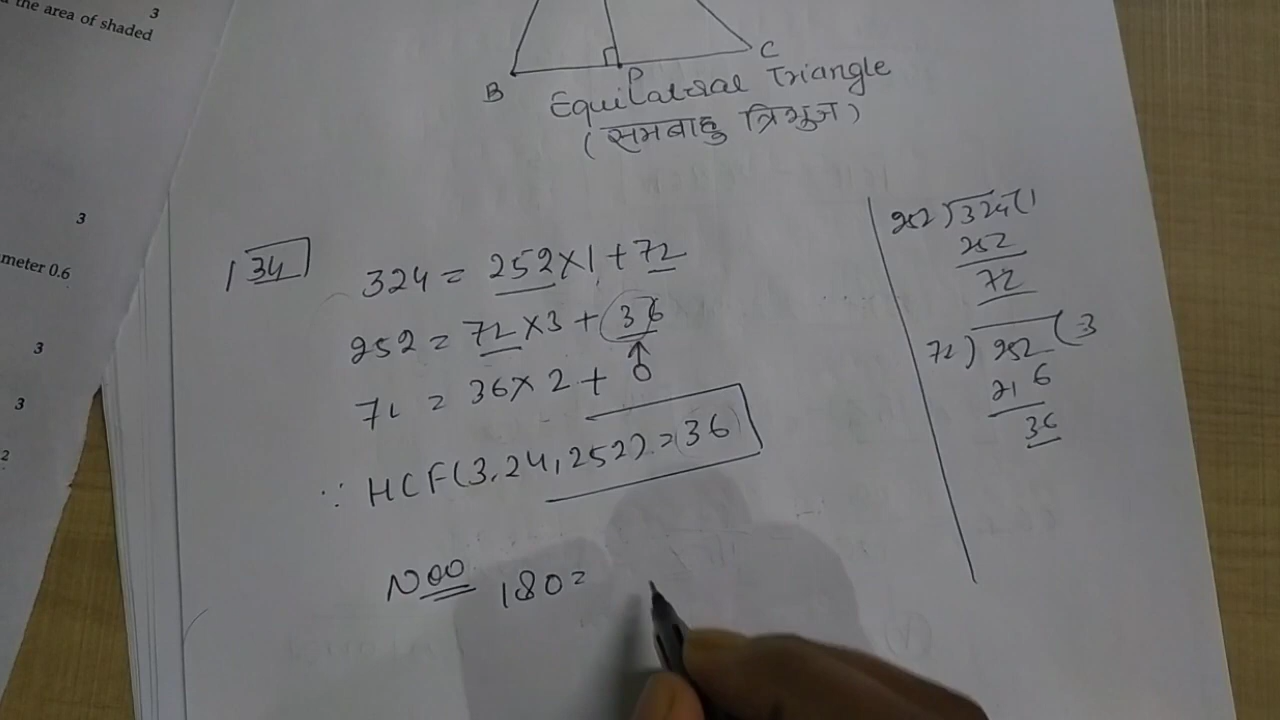 the area of shaded
3
3
meter 0.6
3
3
2
B P C
Equilateral Triangle
(समबाहु त्रिभुज)
34
324 = 252×1+72
252 = 72×3+36
72 = 36×2+0
∵ HCF(3,24,252) = 36
180=
252)324(1
252
72
72)252(3
216
36